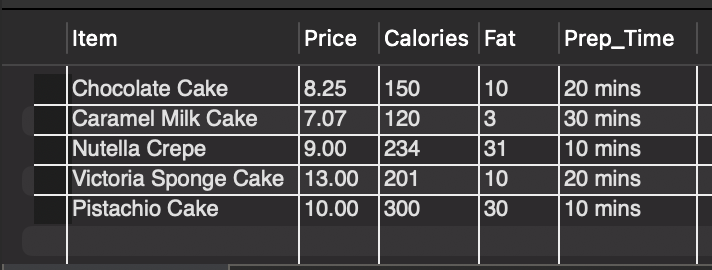 Item Price Calories Fat Prep_Time
Chocolate Cake 8.25 150 10 20 mins
Caramel Milk Cake 7.07 120 3 30 mins
Nutella Crepe 9.00 234 31 10 mins
Victoria Sponge Cake 13.00 201 10 20 mins
Pistachio Cake 10.00 300 30 10 mins